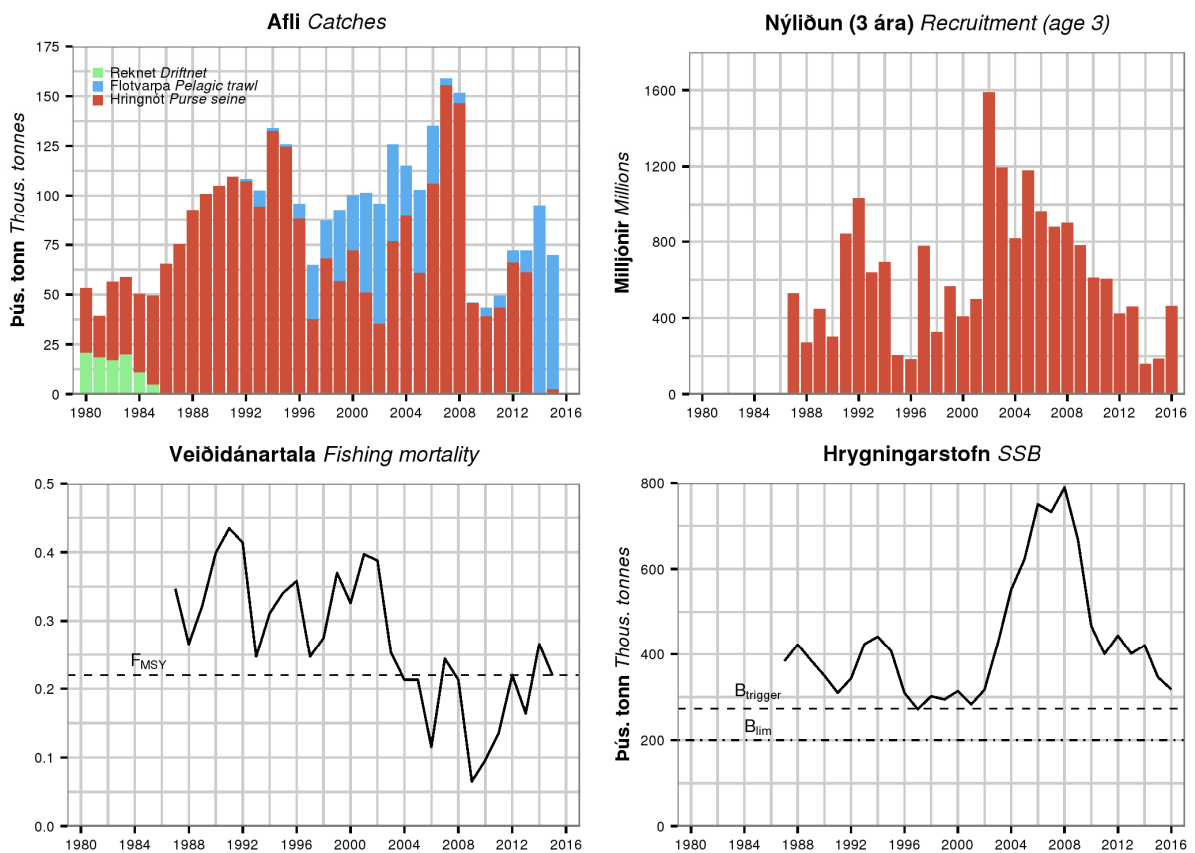 Afli Catches
Þús. tonn Thous. tonnes
175
150
125
100
75
50
25
0
Reknet Driftnet
Flotvarpa Pelagic trawl
Hringnót Purse seine
1980 1984 1988 1992 1996 2000 2004 2008 2012 2016
Nýliðun (3 ára) Recruitment (age 3)
Milljónir Millions
1600
1200
800
400
0
1980 1984 1988 1992 1996 2000 2004 2008 2012 2016
Veiðidánartala Fishing mortality
0.5
0.4
0.3
0.2
0.1
0.0
FMSY
1980 1984 1988 1992 1996 2000 2004 2008 2012 2016
Hrygningarstofn SSB
Þús. tonn Thous. tonnes
800
600
400
200
0
Btrigger
Blim
1980 1984 1988 1992 1996 2000 2004 2008 2012 2016